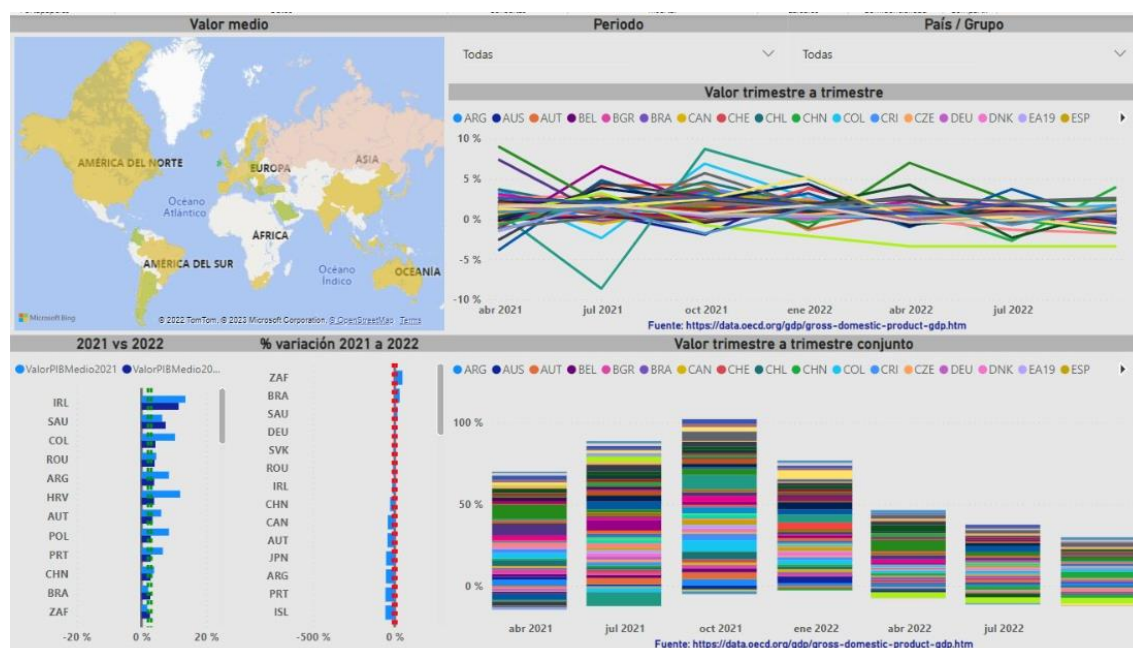 Valor medio
Periodo
País / Grupo
Todas
Todas
AMÉRICA DEL NORTE
EUROPA
ASIA
Océano
Atlántico
ÁFRICA
AMÉRICA DEL SUR
Océano
Índico
OCEANÍA
Microsoft Bing
© 2022 TomTom, © 2023 Microsoft Corporation, © OpenStreetMap Terms
Valor trimestre a trimestre
ARG AUS AUT BEL BGR BRA CAN CHE CHL CHN COL CRI CZE DEU DNK EA19 ESP
10 %
5 %
0 %
-5 %
-10 %
abr 2021 jul 2021 oct 2021 ene 2022 abr 2022 jul 2022
Fuente: https://data.oecd.org/gdp/gross-domestic-product-gdp.htm
2021 vs 2022
ValorPIBMedio2021 ValorPIBMedio20...
IRL
SAU
COL
ROU
ARG
HRV
AUT
POL
PRT
CHN
BRA
ZAF
-20 % 0 % 20 %
% variación 2021 a 2022
ZAF
BRA
SAU
DEU
SVK
ROU
IRL
CHN
CAN
AUT
JPN
ARG
PRT
ISL
-500 % 0 %
Valor trimestre a trimestre conjunto
ARG AUS AUT BEL BGR BRA CAN CHE CHL CHN COL CRI CZE DEU DNK EA19 ESP
100 %
50 %
0 %
abr 2021 jul 2021 oct 2021 ene 2022 abr 2022 jul 2022
Fuente: https://data.oecd.org/gdp/gross-domestic-product-gdp.htm